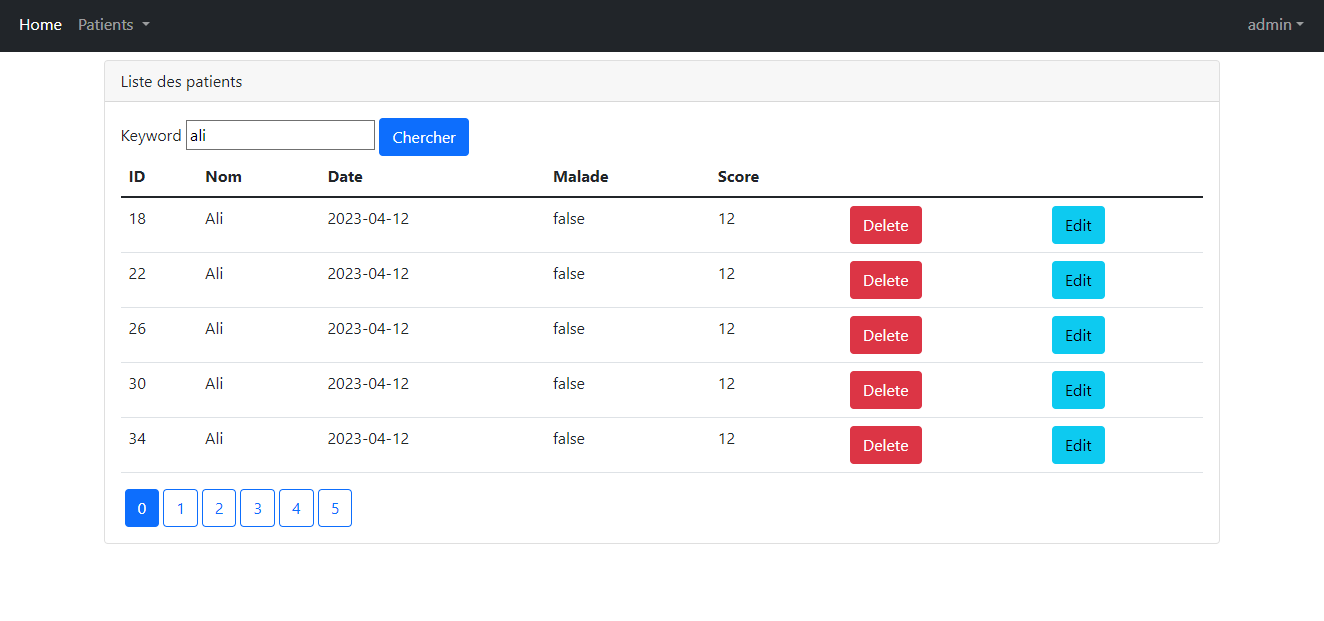 Home Patients admin
Liste des patients
Keyword ali Chercher
ID Nom Date Malade Score
18 Ali 2023-04-12 false 12 Delete Edit
22 Ali 2023-04-12 false 12 Delete Edit
26 Ali 2023-04-12 false 12 Delete Edit
30 Ali 2023-04-12 false 12 Delete Edit
34 Ali 2023-04-12 false 12 Delete Edit
0 1 2 3 4 5